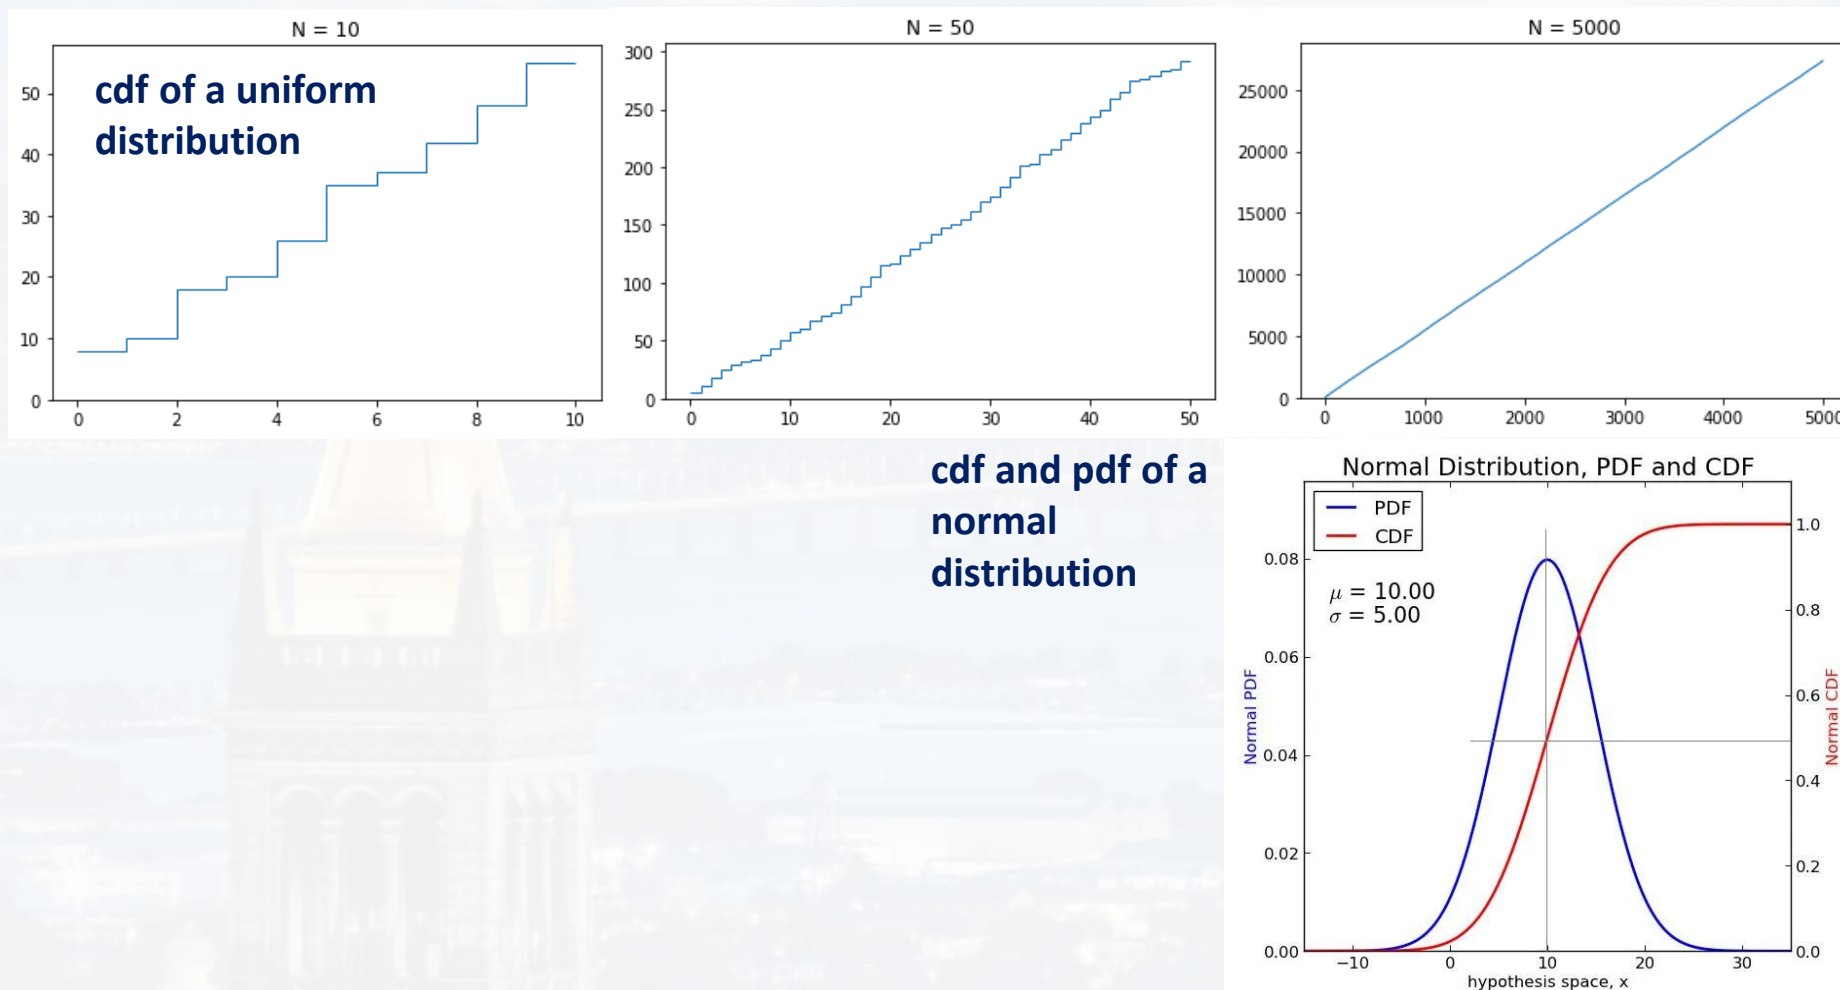 N = 10
cdf of a uniform
distribution
50
40
30
20
10
0
0 2 4 6 8 10
N = 50
300
250
200
150
100
50
0
0 10 20 30 40 50
N = 5000
25000
20000
15000
10000
5000
0
0 1000 2000 3000 4000 5000
cdf and pdf of a
normal
distribution
Normal Distribution, PDF and CDF
PDF
CDF
μ = 10.00
σ = 5.00
Normal PDF
0.08
0.06
0.04
0.02
0.00
1.0
0.8
0.6
0.4
0.2
0.0
Normal CDF
−10 0 10 20 30
hypothesis space, x